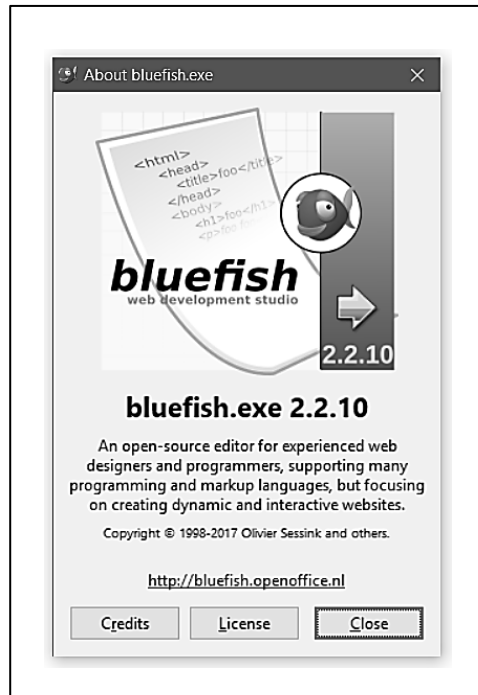 About bluefish.exe
<html>
<head>
<title>foo</title>
</head>
<body>
<h1>foo</h1>
bluefish
web development studio
2.2.10
bluefish.exe 2.2.10
An open-source editor for experienced web
designers and programmers, supporting many
programming and markup languages, but focusing
on creating dynamic and interactive websites.
Copyright © 1998-2017 Olivier Sessink and others.
http://bluefish.openoffice.nl
Credits License Close